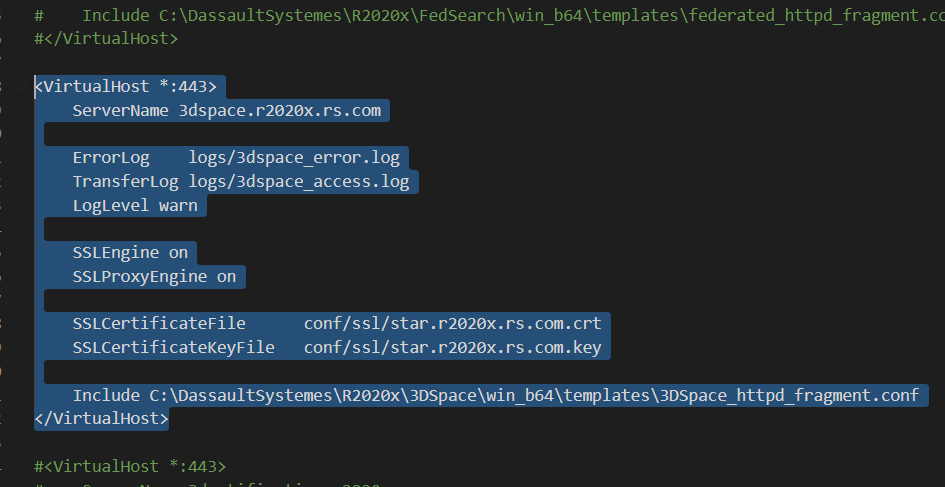 #    Include C:\DassaultSystemes\R2020x\FedSearch\win_b64\templates\federated_httpd_fragment.co
#</VirtualHost>
<VirtualHost *:443>
    ServerName 3dspace.r2020x.rs.com
    ErrorLog    logs/3dspace_error.log
    TransferLog logs/3dspace_access.log
    LogLevel warn
    SSLEngine on
    SSLProxyEngine on
    SSLCertificateFile      conf/ssl/star.r2020x.rs.com.crt
    SSLCertificateKeyFile   conf/ssl/star.r2020x.rs.com.key
    Include C:\DassaultSystemes\R2020x\3DSpace\win_b64\templates\3DSpace_httpd_fragment.conf
</VirtualHost>
#<VirtualHost *:443>